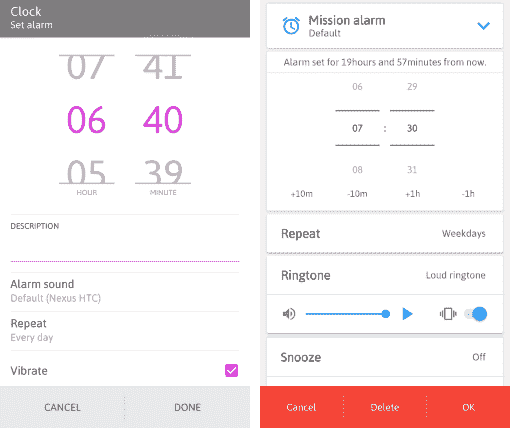 Clock
Set alarm
07 41
06 40
05 39
HOUR MINUTE
DESCRIPTION
Alarm sound
Default (Nexus HTC)
Repeat
Every day
Vibrate
CANCEL DONE
Mission alarm
Default
Alarm set for 19hours and 57minutes from now.
06 29
07 : 30
08 31
+10m -10m +1h -1h
Repeat Weekdays
Ringtone Loud ringtone
Snooze Off
Cancel Delete OK